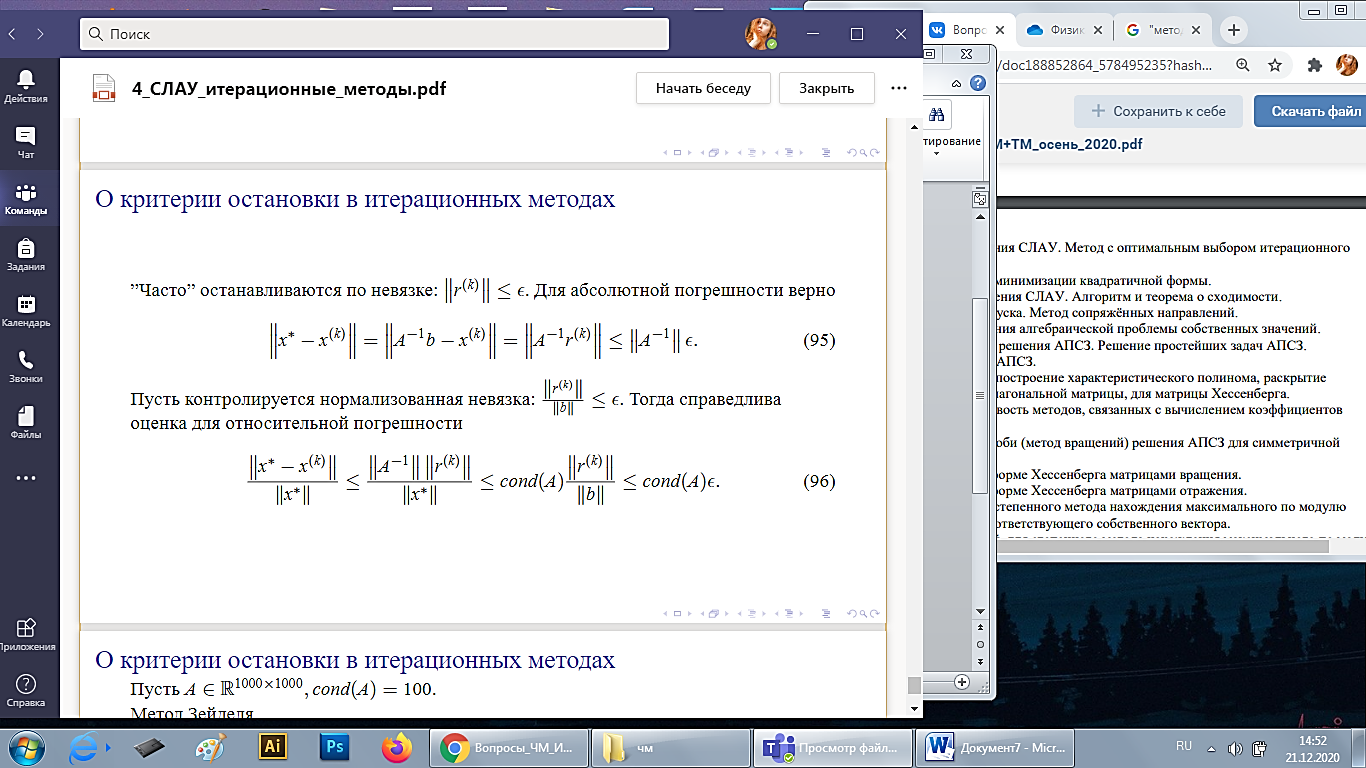 Поиск
Действия
Чат
Команды
Задания
Календарь
Звонки
Файлы
Приложения
Справка
4_СЛАУ_итерационные_методы.pdf
Начать беседу
Закрыть
О критерии остановки в итерационных методах
”Часто” останавливаются по невязке: ‖r^(k)‖ ≤ ϵ. Для абсолютной погрешности верно
‖x* − x^(k)‖ = ‖A^−1 b − x^(k)‖ = ‖A^−1 r^(k)‖ ≤ ‖A^−1‖ ϵ. (95)
Пусть контролируется нормализованная невязка: ‖r^(k)‖/‖b‖ ≤ ϵ. Тогда справедлива
оценка для относительной погрешности
‖x* − x^(k)‖/‖x*‖ ≤ ‖A^−1‖ ‖r^(k)‖/‖x*‖ ≤ cond(A) ‖r^(k)‖/‖b‖ ≤ cond(A)ϵ. (96)
О критерии остановки в итерационных методах
Пусть A ∈ ℝ^1000×1000, cond(A) = 100.
Метод Зейделя
Вопро
Физик
"мето
/doc188852864_578495235?hash...
Сохранить к себе
Скачать файл
тирование
М+ТМ_осень_2020.pdf
ния СЛАУ. Метод с оптимальным выбором итерационного
минимизации квадратичной формы.
ения СЛАУ. Алгоритм и теорема о сходимости.
уска. Метод сопряжённых направлений.
ния алгебраической проблемы собственных значений.
решения АПСЗ. Решение простейших задач АПСЗ.
АПСЗ.
построение характеристического полинома, раскрытие
иагональной матрицы, для матрицы Хессенберга.
вость методов, связанных с вычислением коэффициентов
оби (метод вращений) решения АПСЗ для симметричной
орме Хессенберга матрицами вращения.
орме Хессенберга матрицами отражения.
степенного метода нахождения максимального по модулю
ответствующего собственного вектора.
Ai
Ps
Вопросы_ЧМ_И...
чм
Просмотр файл...
Документ7 - Micr...
RU
14:52
21.12.2020